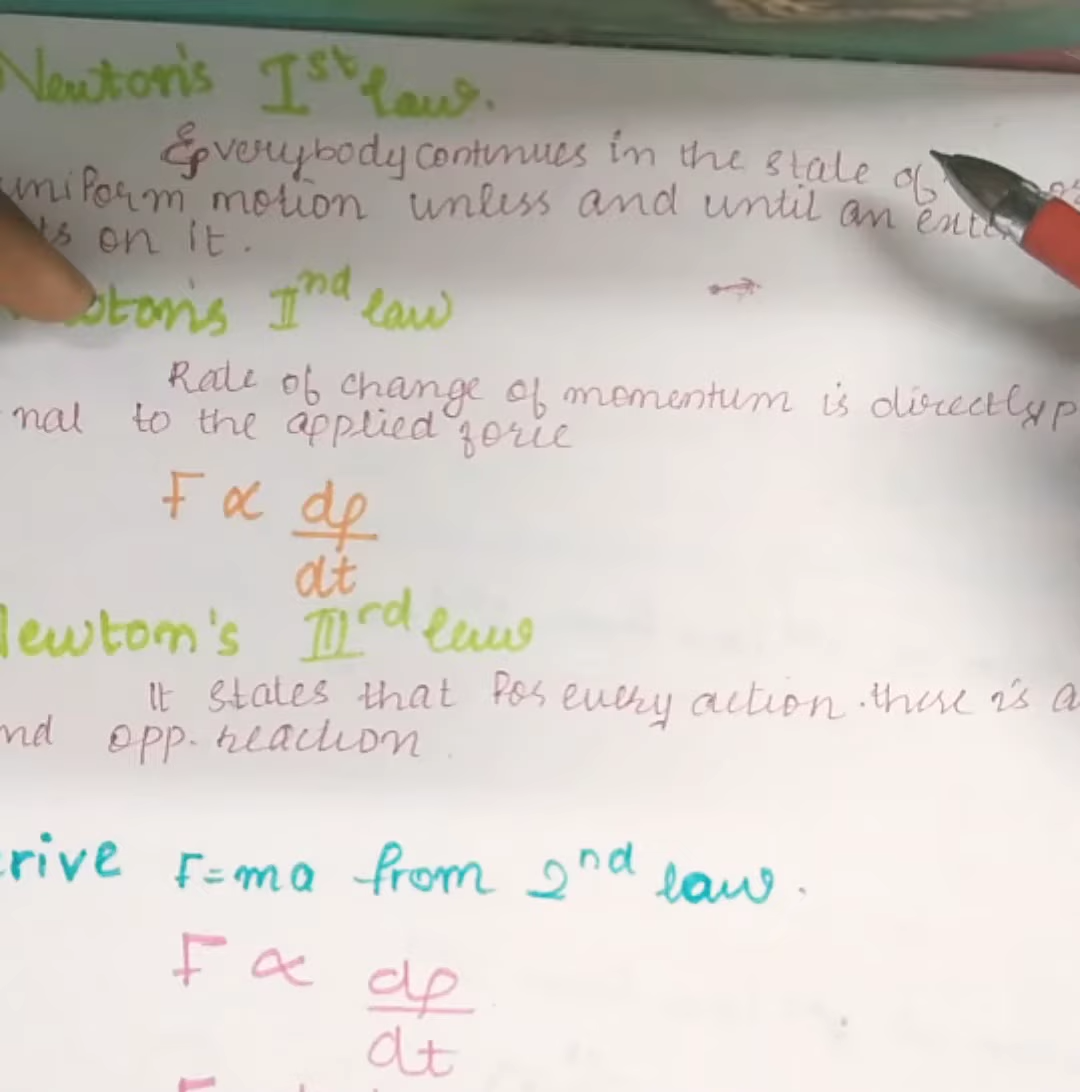 Newton's Ist law.
Everybody continues in the state of
uniform motion unless and until an
on it.
IInd law
Rate of change of momentum is directly p
nal to the applied force
F ∝ dp
dt
Newtom's IIIrd law
It states that for every action there is a
nd opp. reaction.
rive F=ma from 2nd law.
F ∝ dp
dt